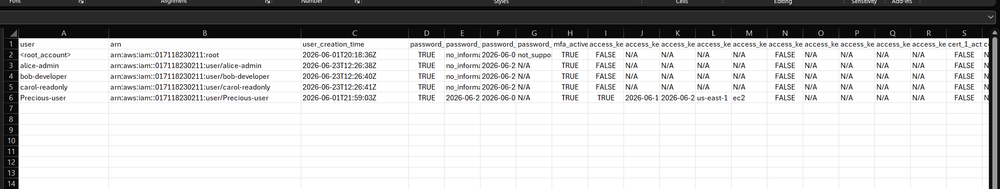 Font Alignment Number Styles Cells Editing Sensitivity Add-ins
A B C D E F G H I J K L M N O P Q R S
1 user arn user_creation_time password_ password_ password_ password_ mfa_active access_ke access_ke access_ke access_ke access_ke access_ke access_ke access_ke access_ke access_ke cert_1_act c
2 <root_account> arn:aws:iam::017118230211:root 2026-06-01T20:18:36Z TRUE no_informa 2026-06-0 not_suppor TRUE FALSE N/A N/A N/A N/A FALSE N/A N/A N/A N/A FALSE N
3 alice-admin arn:aws:iam::017118230211:user/alice-admin 2026-06-23T12:26:38Z TRUE no_informa 2026-06-2 N/A TRUE FALSE N/A N/A N/A N/A FALSE N/A N/A N/A N/A FALSE N
4 bob-developer arn:aws:iam::017118230211:user/bob-developer 2026-06-23T12:26:40Z TRUE no_informa 2026-06-2 N/A TRUE FALSE N/A N/A N/A N/A FALSE N/A N/A N/A N/A FALSE N
5 carol-readonly arn:aws:iam::017118230211:user/carol-readonly 2026-06-23T12:26:41Z TRUE no_informa 2026-06-2 N/A TRUE FALSE N/A N/A N/A N/A FALSE N/A N/A N/A N/A FALSE N
6 Precious-user arn:aws:iam::017118230211:user/Precious-user 2026-06-01T21:59:03Z TRUE 2026-06-2 2026-06-0 N/A TRUE TRUE 2026-06-1 2026-06-2 us-east-1 ec2 FALSE N/A N/A N/A N/A FALSE N
7
8
9
10
11
12
13
14